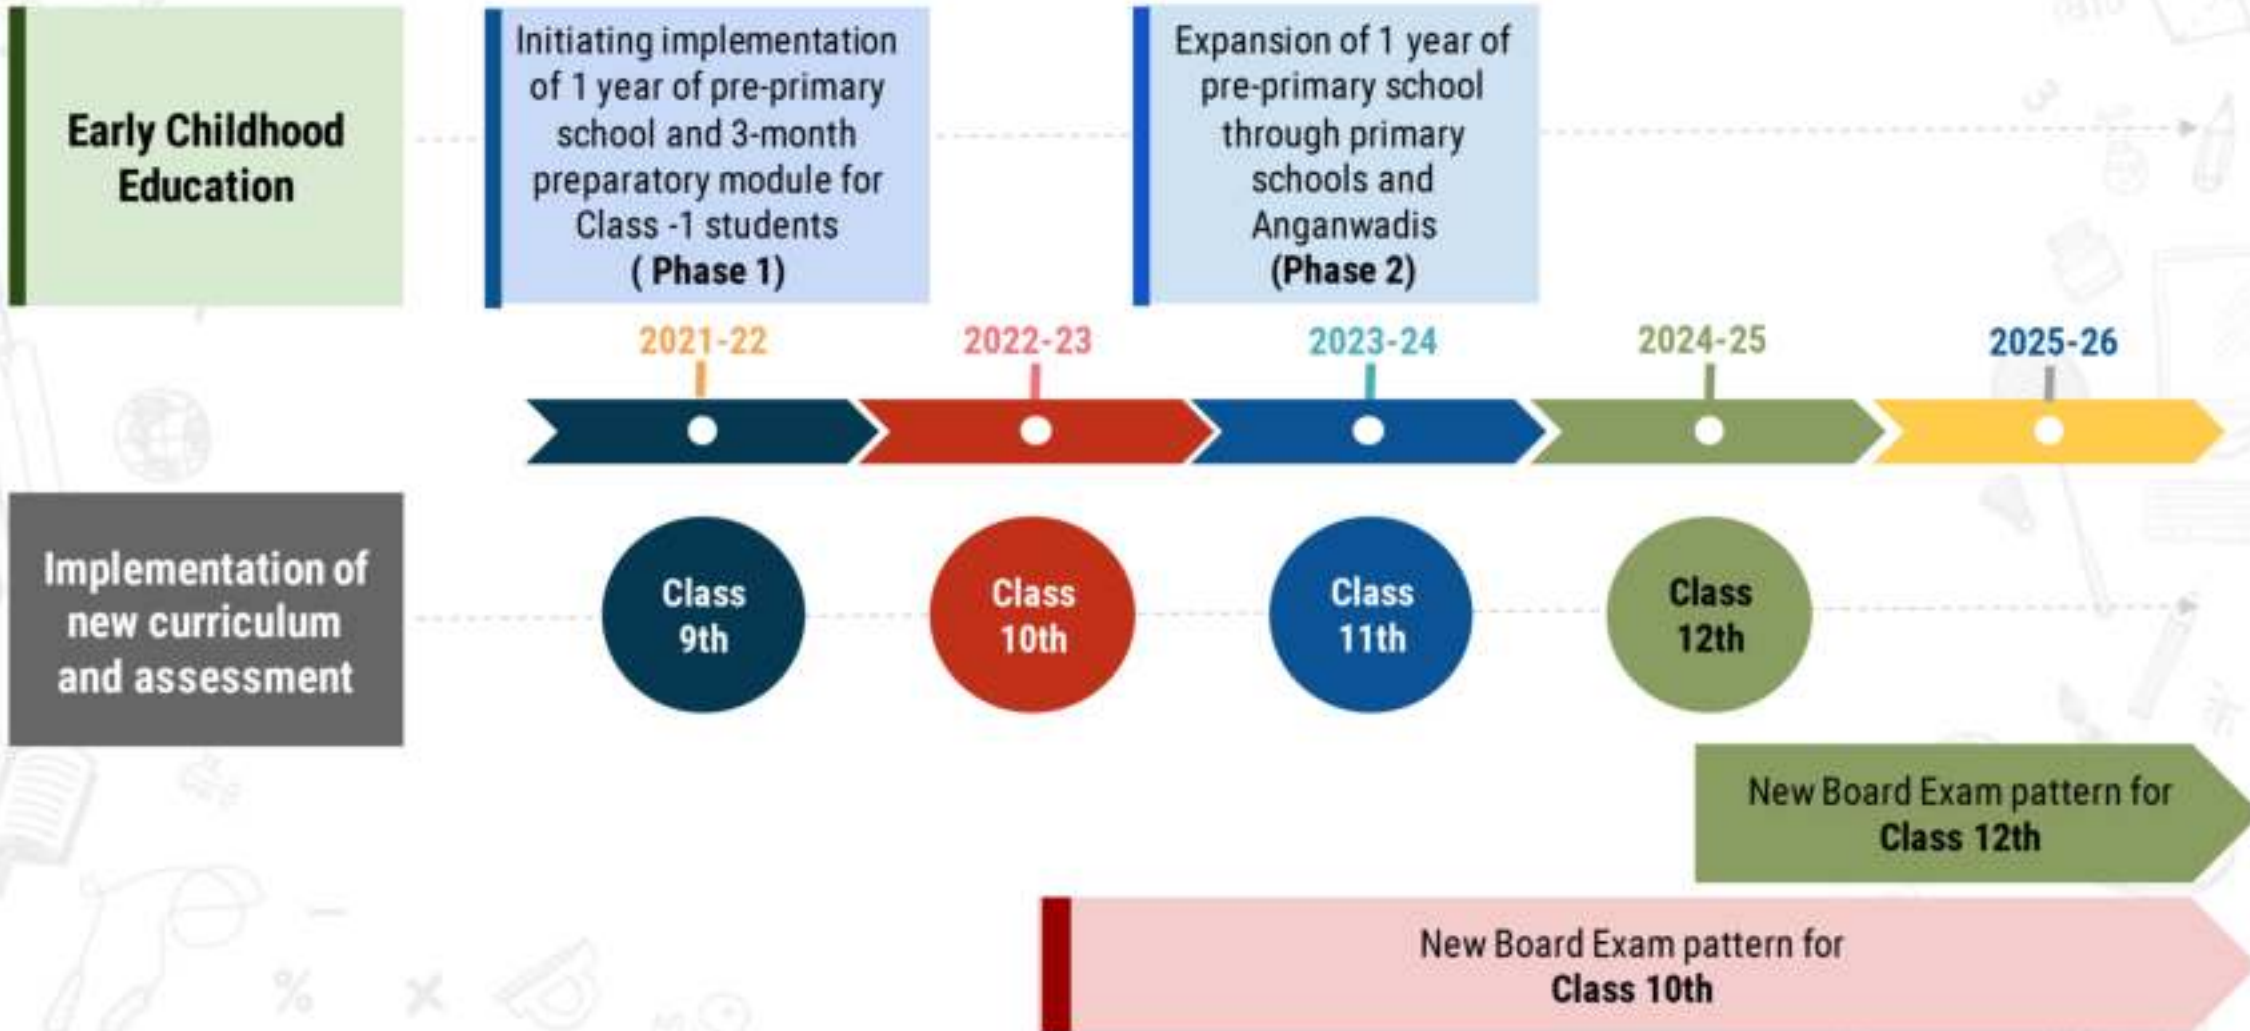 Early Childhood
Education
Initiating implementation
of 1 year of pre-primary
school and 3-month
preparatory module for
Class -1 students
( Phase 1)
Expansion of 1 year of
pre-primary school
through primary
schools and
Anganwadis
(Phase 2)
2021-22
2022-23
2023-24
2024-25
2025-26
Implementation of
new curriculum
and assessment
Class
9th
Class
10th
Class
11th
Class
12th
New Board Exam pattern for
Class 12th
New Board Exam pattern for
Class 10th